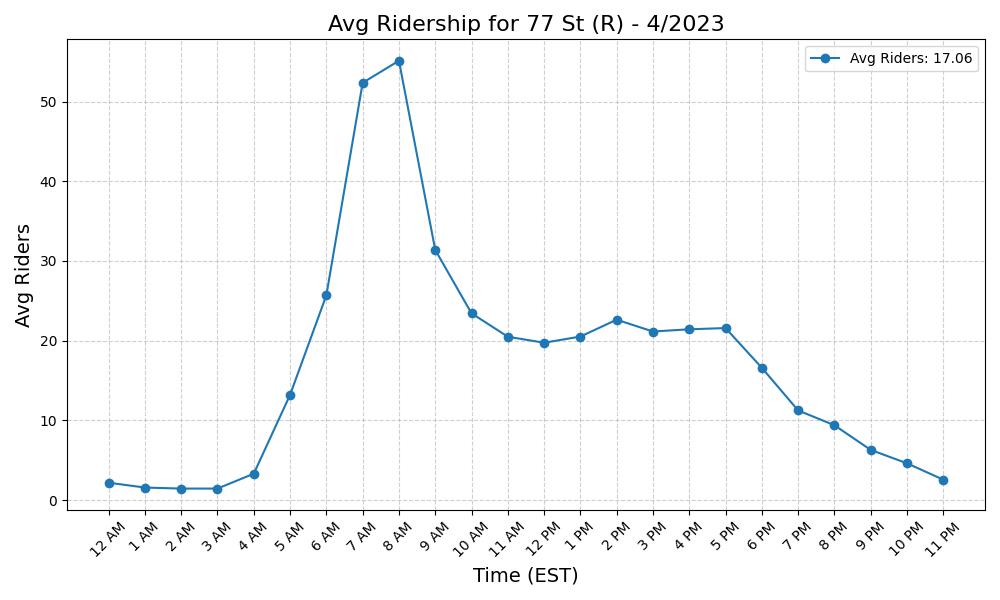 Avg Ridership for 77 St (R) - 4/2023
Avg Riders: 17.06
Avg Riders
50
40
30
20
10
0
12 AM
1 AM
2 AM
3 AM
4 AM
5 AM
6 AM
7 AM
8 AM
9 AM
10 AM
11 AM
12 PM
1 PM
2 PM
3 PM
4 PM
5 PM
6 PM
7 PM
8 PM
9 PM
10 PM
11 PM
Time (EST)